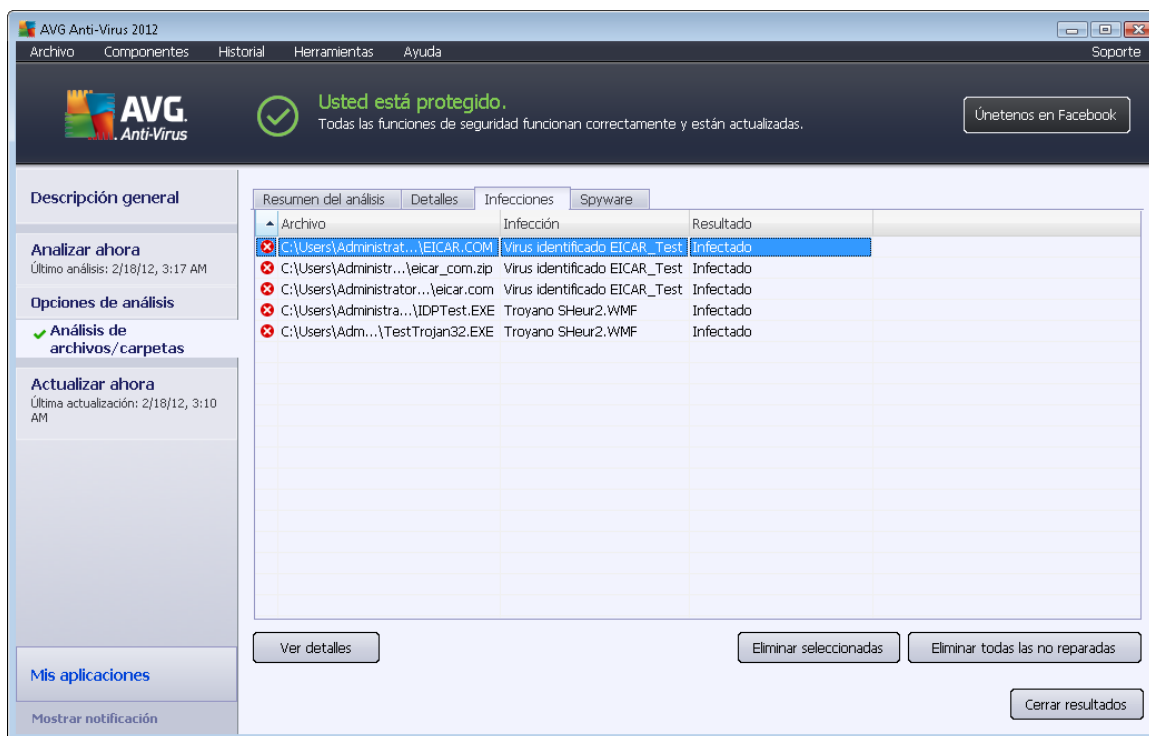 AVG Anti-Virus 2012
Archivo Componentes Historial Herramientas Ayuda Soporte
AVG.
Anti-Virus
Usted está protegido.
Todas las funciones de seguridad funcionan correctamente y están actualizadas.
Únetenos en Facebook
Descripción general
Analizar ahora
Último análisis: 2/18/12, 3:17 AM
Opciones de análisis
Análisis de
archivos/carpetas
Actualizar ahora
Última actualización: 2/18/12, 3:10
AM
Mis aplicaciones
Mostrar notificación
Resumen del análisis Detalles Infecciones Spyware
Archivo Infección Resultado
C:\Users\Administrat...\EICAR.COM Virus identificado EICAR_Test Infectado
C:\Users\Administr...\eicar_com.zip Virus identificado EICAR_Test Infectado
C:\Users\Administrator...\eicar.com Virus identificado EICAR_Test Infectado
C:\Users\Administra...\IDPTest.EXE Troyano SHeur2.WMF Infectado
C:\Users\Adm...\TestTrojan32.EXE Troyano SHeur2.WMF Infectado
Ver detalles Eliminar seleccionadas Eliminar todas las no reparadas
Cerrar resultados